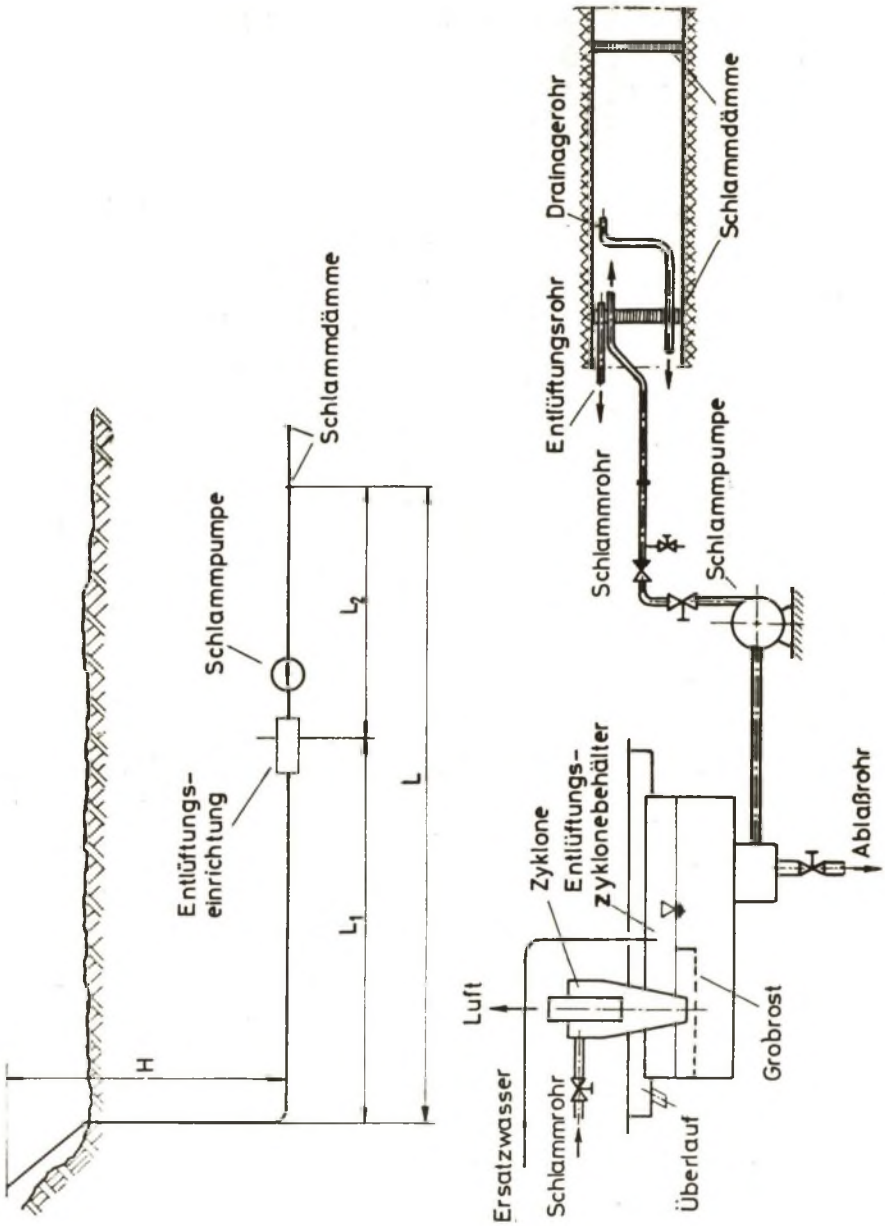 H
Entlüftungs-
einrichtung
Schlammpumpe
Schlammdämme
L₁
L₂
L
Luft
Ersatzwasser
Schlammrohr
Überlauf
Zyklone
Entlüftungs-
zyklonebehälter
Grobrost
Ablaßrohr
Schlammpumpe
Schlammrohr
Entlüftungsrohr
Drainagerohr
Schlammdämme